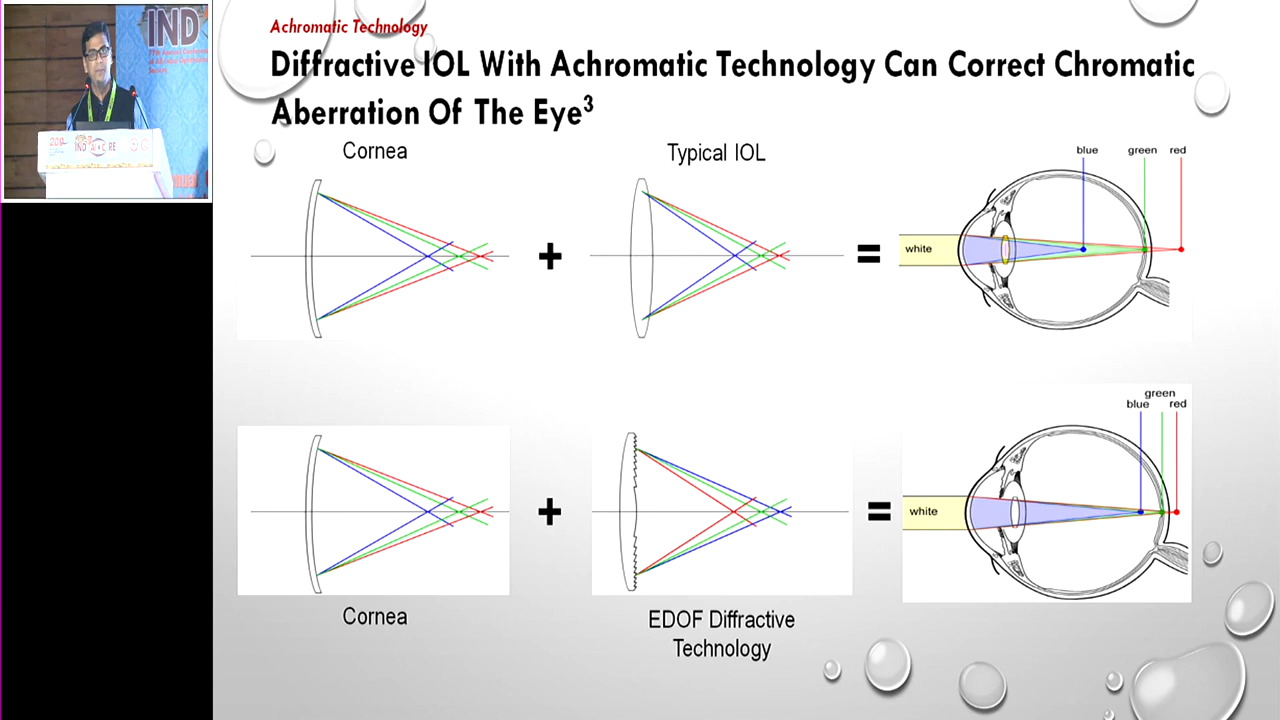 Achromatic Technology
Diffractive IOL With Achromatic Technology Can Correct Chromatic
Aberration Of The Eye3
Cornea
Typical IOL
blue green red
+
=
white
green
blue red
+
=
white
Cornea
EDOF Diffractive
Technology
IND